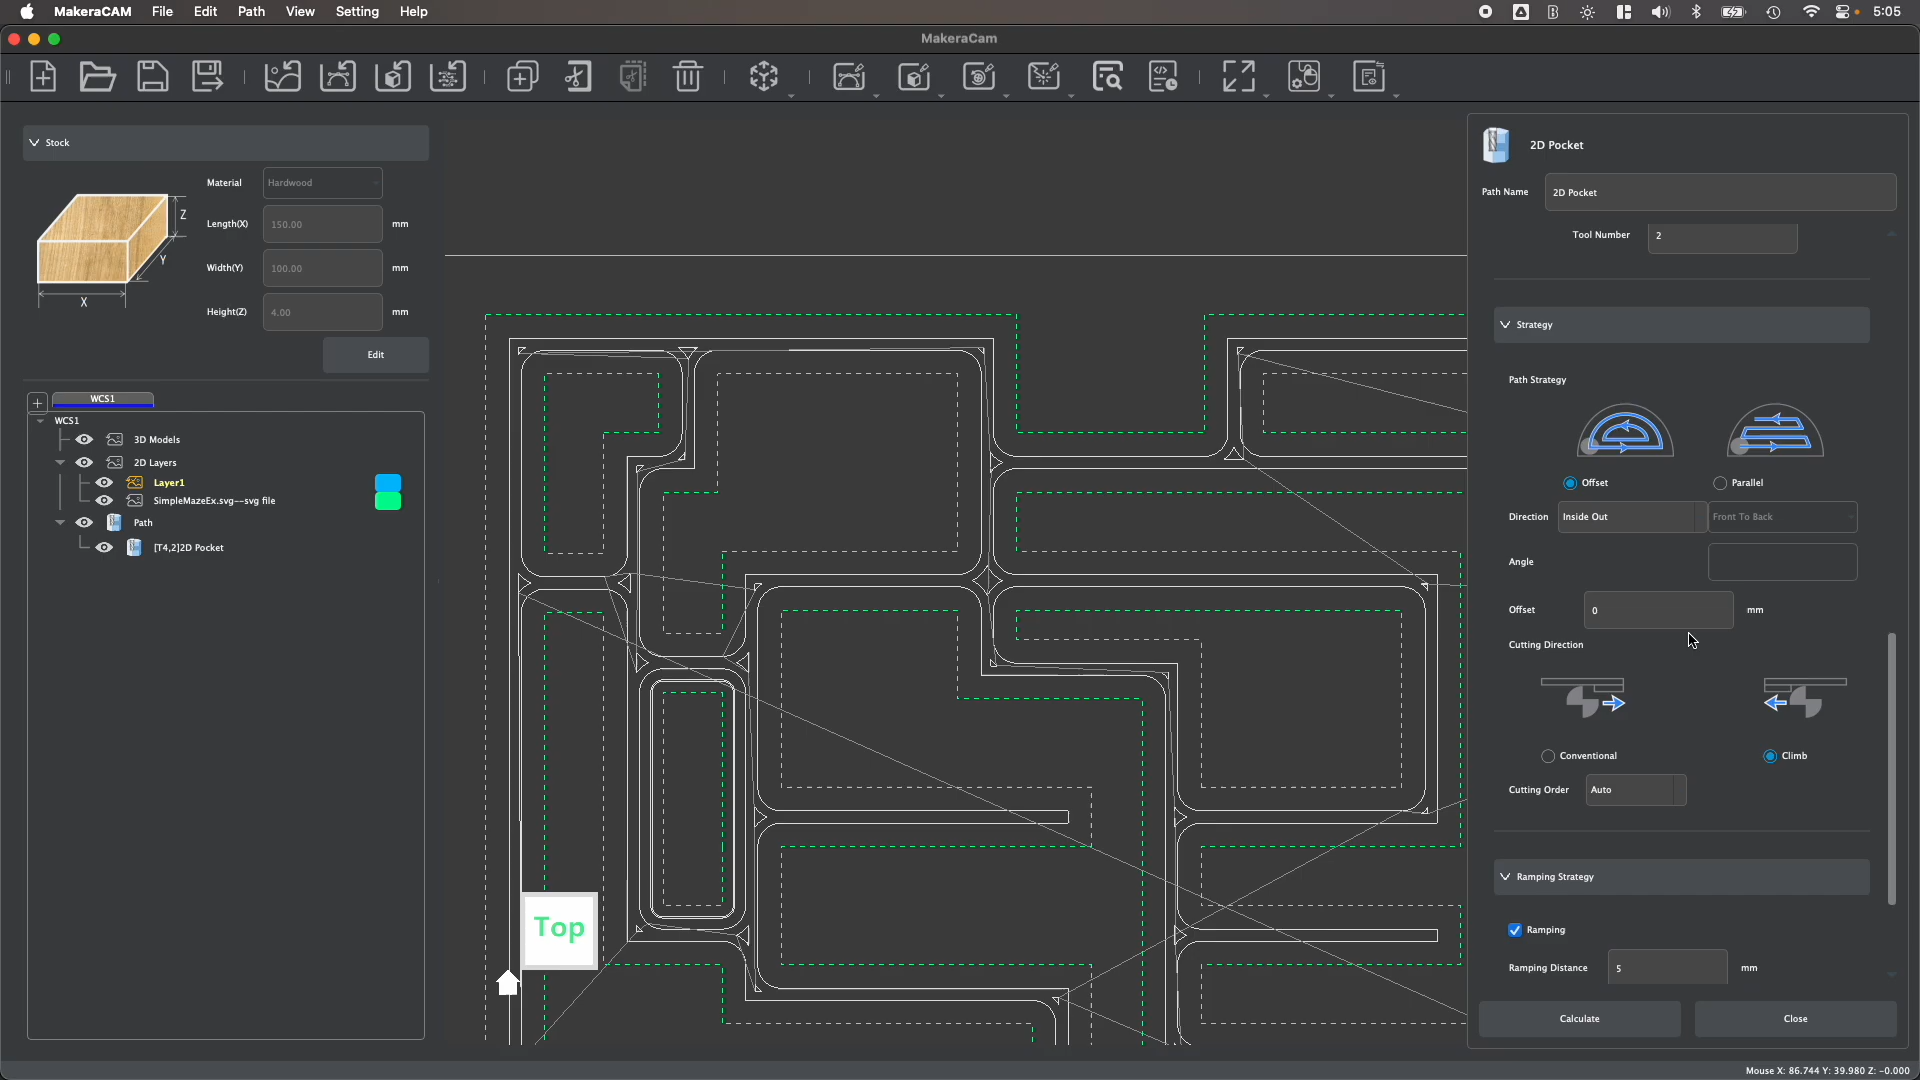 MakeraCAM File Edit Path View Setting Help 5:05
MakeraCam
Stock
Material Hardwood
Length(X) 150.00 mm
Width(Y) 100.00 mm
Height(Z) 4.00 mm
Z
Y
X
Edit
+ WCS1
WCS1
3D Models
2D Layers
Layer1
SimpleMazeEx.svg--svg file
Path
[T4,2]2D Pocket
Top
2D Pocket
Path Name 2D Pocket
Tool Number 2
Strategy
Path Strategy
Offset Parallel
Direction Inside Out Front To Back
Angle
Offset 0 mm
Cutting Direction
Conventional Climb
Cutting Order Auto
Ramping Strategy
Ramping
Ramping Distance 5 mm
Calculate Close
Mouse X: 86.744 Y: 39.980 Z: -0.000